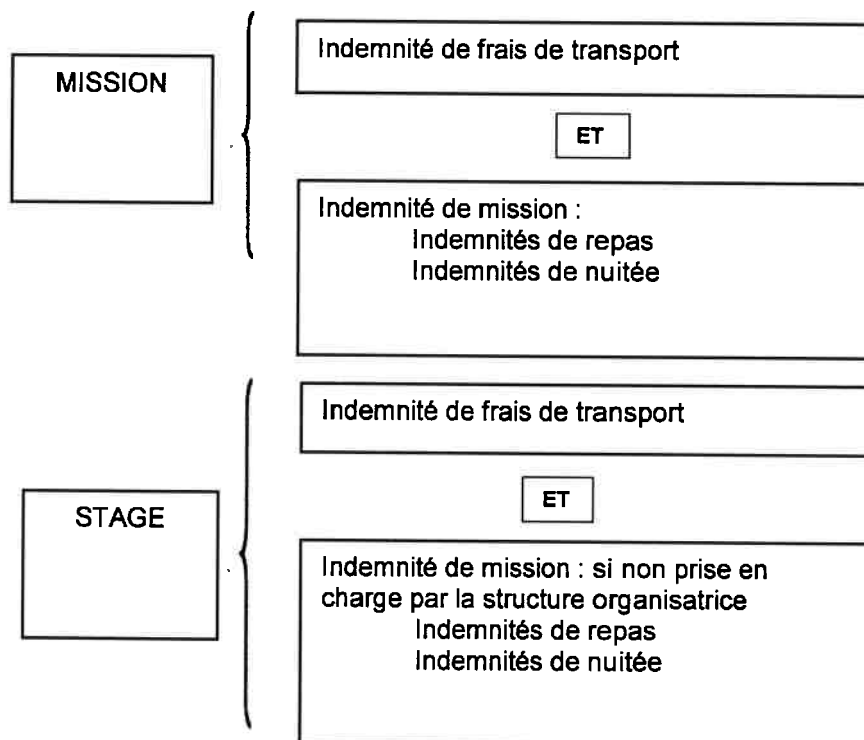 MISSION
Indemnité de frais de transport
ET
Indemnité de mission :
Indemnités de repas
Indemnités de nuitée
STAGE
Indemnité de frais de transport
ET
Indemnité de mission : si non prise en
charge par la structure organisatrice
Indemnités de repas
Indemnités de nuitée